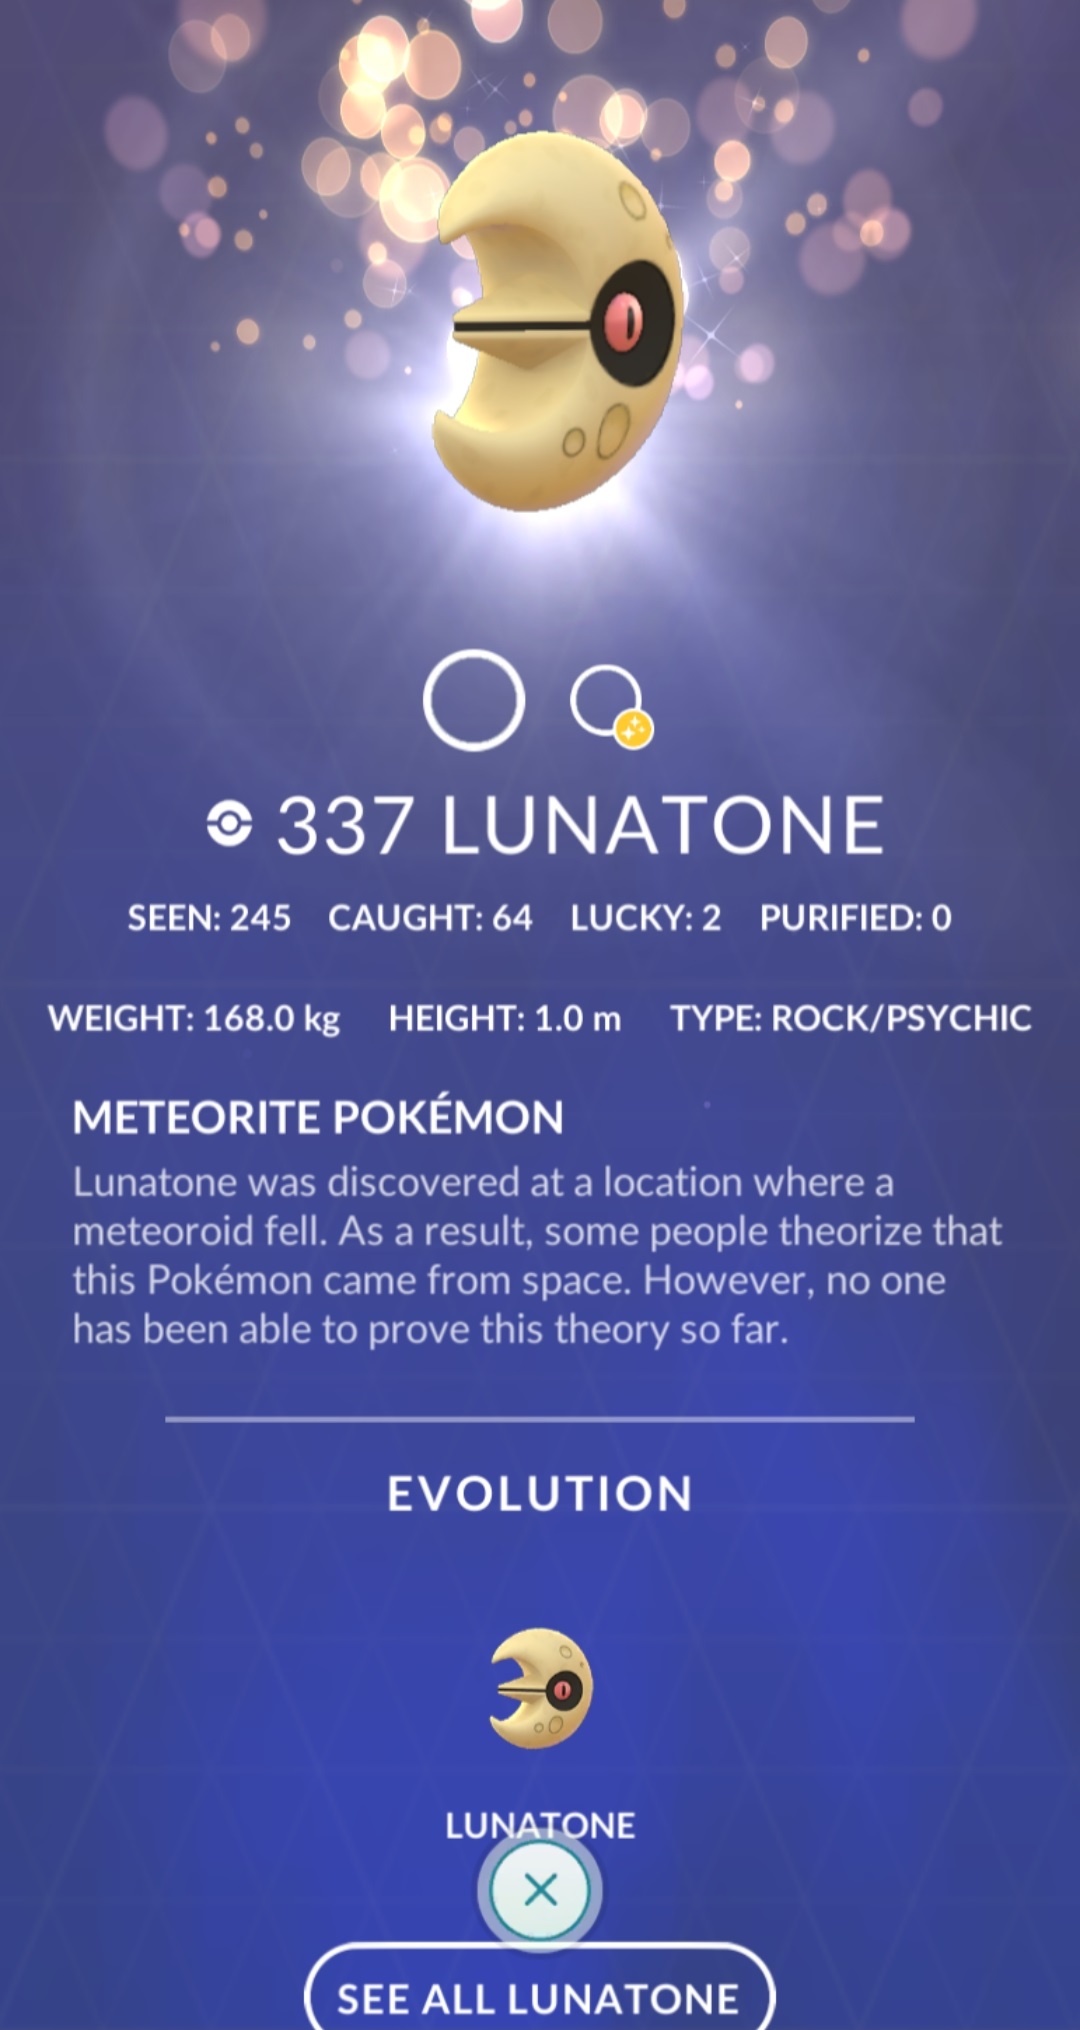 337 LUNATONE
SEEN: 245 CAUGHT: 64 LUCKY: 2 PURIFIED: 0
WEIGHT: 168.0 kg HEIGHT: 1.0 m TYPE: ROCK/PSYCHIC
METEORITE POKÉMON
Lunatone was discovered at a location where a
meteoroid fell. As a result, some people theorize that
this Pokémon came from space. However, no one
has been able to prove this theory so far.
EVOLUTION
LUNATONE
SEE ALL LUNATONE